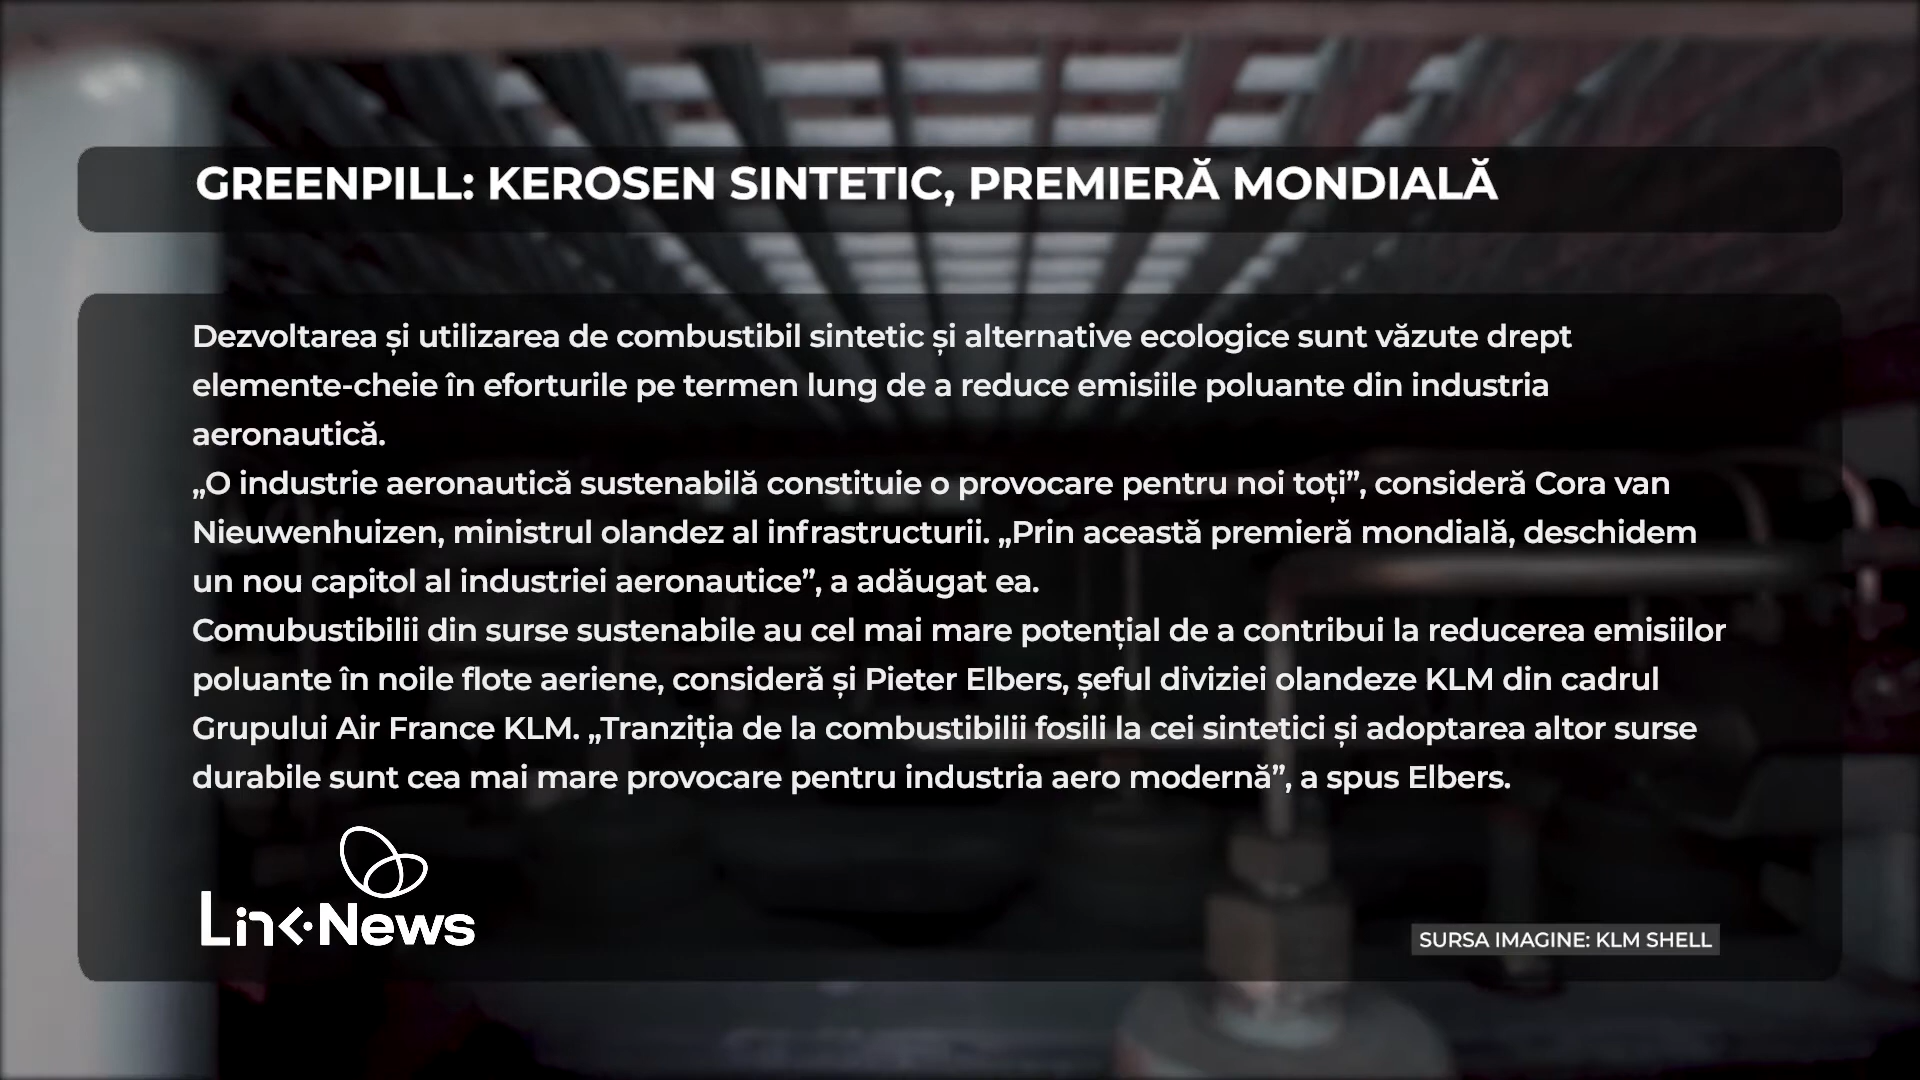 GREENPILL: KEROSEN SINTETIC, PREMIERĂ MONDIALĂ
Dezvoltarea și utilizarea de combustibil sintetic și alternative ecologice sunt văzute drept
elemente-cheie în eforturile pe termen lung de a reduce emisiile poluante din industria
aeronautică.
„O industrie aeronautică sustenabilă constituie o provocare pentru noi toți”, consideră Cora van
Nieuwenhuizen, ministrul olandez al infrastructurii. „Prin această premieră mondială, deschidem
un nou capitol al industriei aeronautice”, a adăugat ea.
Comubustibilii din surse sustenabile au cel mai mare potențial de a contribui la reducerea emisiilor
poluante în noile flote aeriene, consideră și Pieter Elbers, șeful diviziei olandeze KLM din cadrul
Grupului Air France KLM. „Tranziția de la combustibilii fosili la cei sintetici și adoptarea altor surse
durabile sunt cea mai mare provocare pentru industria aero modernă”, a spus Elbers.
Link News
SURSA IMAGINE: KLM SHELL